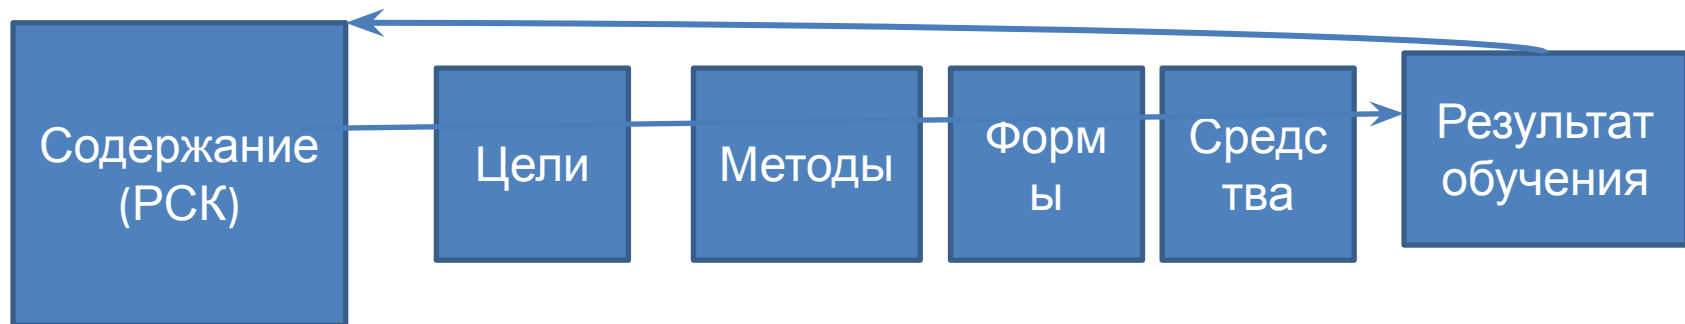 Содержание
(РСК)
Цели
Методы
Форм
ы
Средс
тва
Результат
обучения